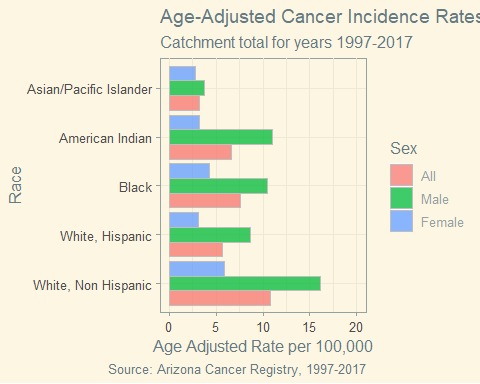 Age-Adjusted Cancer Incidence Rates
Catchment total for years 1997-2017
Race
Asian/Pacific Islander
American Indian
Black
White, Hispanic
White, Non Hispanic
0 5 10 15 20
Age Adjusted Rate per 100,000
Sex
All
Male
Female
Source: Arizona Cancer Registry, 1997-2017